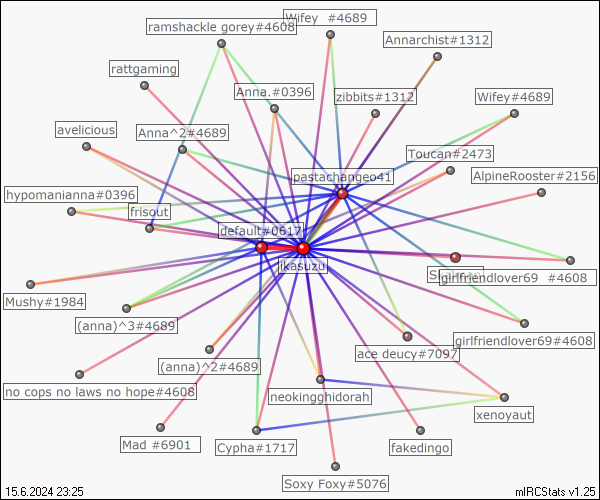 Wifey #4689
ramshackle gorey#4608
Annarchist#1312
rattgaming
Anna.#0396
zibbits#1312
Wifey#4689
avelicious
Anna^2#4689
Toucan#2473
pastachangeo41
AlpineRooster#2156
hypomanianna#0396
frisout
default#0617
ikasuzu
girlfriendlover69 #4608
Mushy#1984
(anna)^3#4689
girlfriendlover69#4608
ace deucy#7097
(anna)^2#4689
no cops no laws no hope#4608
neokingghidorah
xenoyaut
Mad #6901
Cypha#1717
fakedingo
Soxy Foxy#5076
15.6.2024 23:25
mIRCStats v1.25